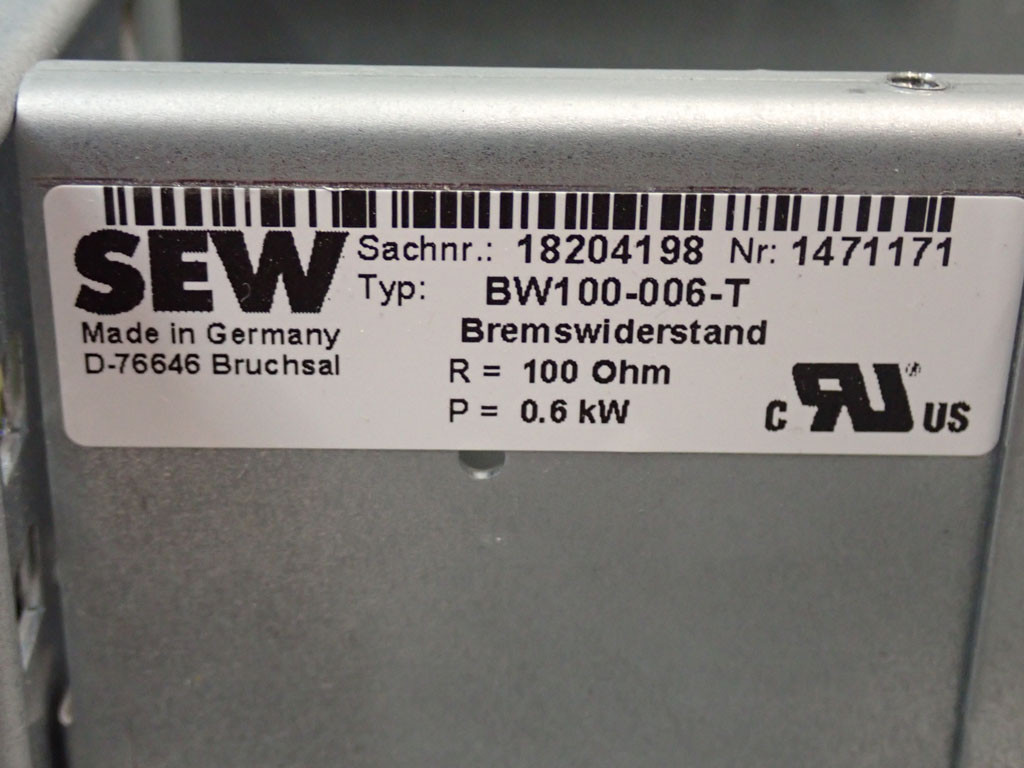 SEW
Sachnr.: 18204198 Nr: 1471171
Typ: BW100-006-T
Made in Germany
Bremswiderstand
D-76646 Bruchsal
R = 100 Ohm
P = 0.6 kW
C RU US